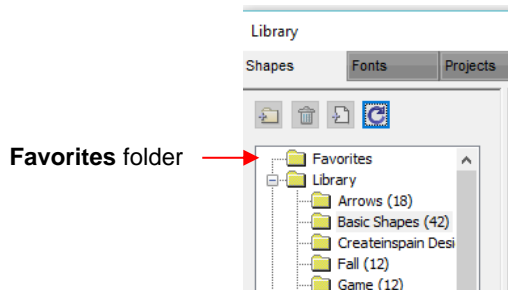 Library
Shapes Fonts Projects
Favorites folder
Favorites
Library
Arrows (18)
Basic Shapes (42)
Createinspain Desi
Fall (12)
Game (12)